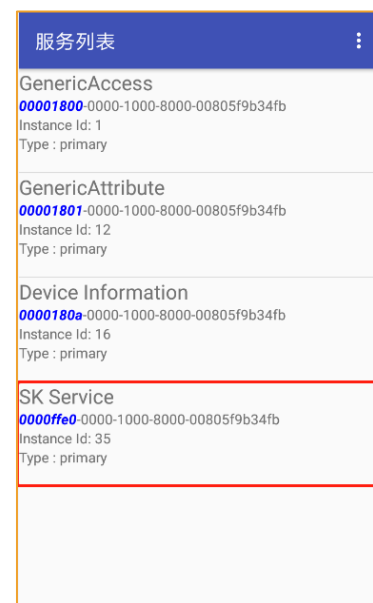 服务列表
GenericAccess
00001800-0000-1000-8000-00805f9b34fb
Instance Id: 1
Type : primary
GenericAttribute
00001801-0000-1000-8000-00805f9b34fb
Instance Id: 12
Type : primary
Device Information
0000180a-0000-1000-8000-00805f9b34fb
Instance Id: 16
Type : primary
SK Service
0000ffe0-0000-1000-8000-00805f9b34fb
Instance Id: 35
Type : primary